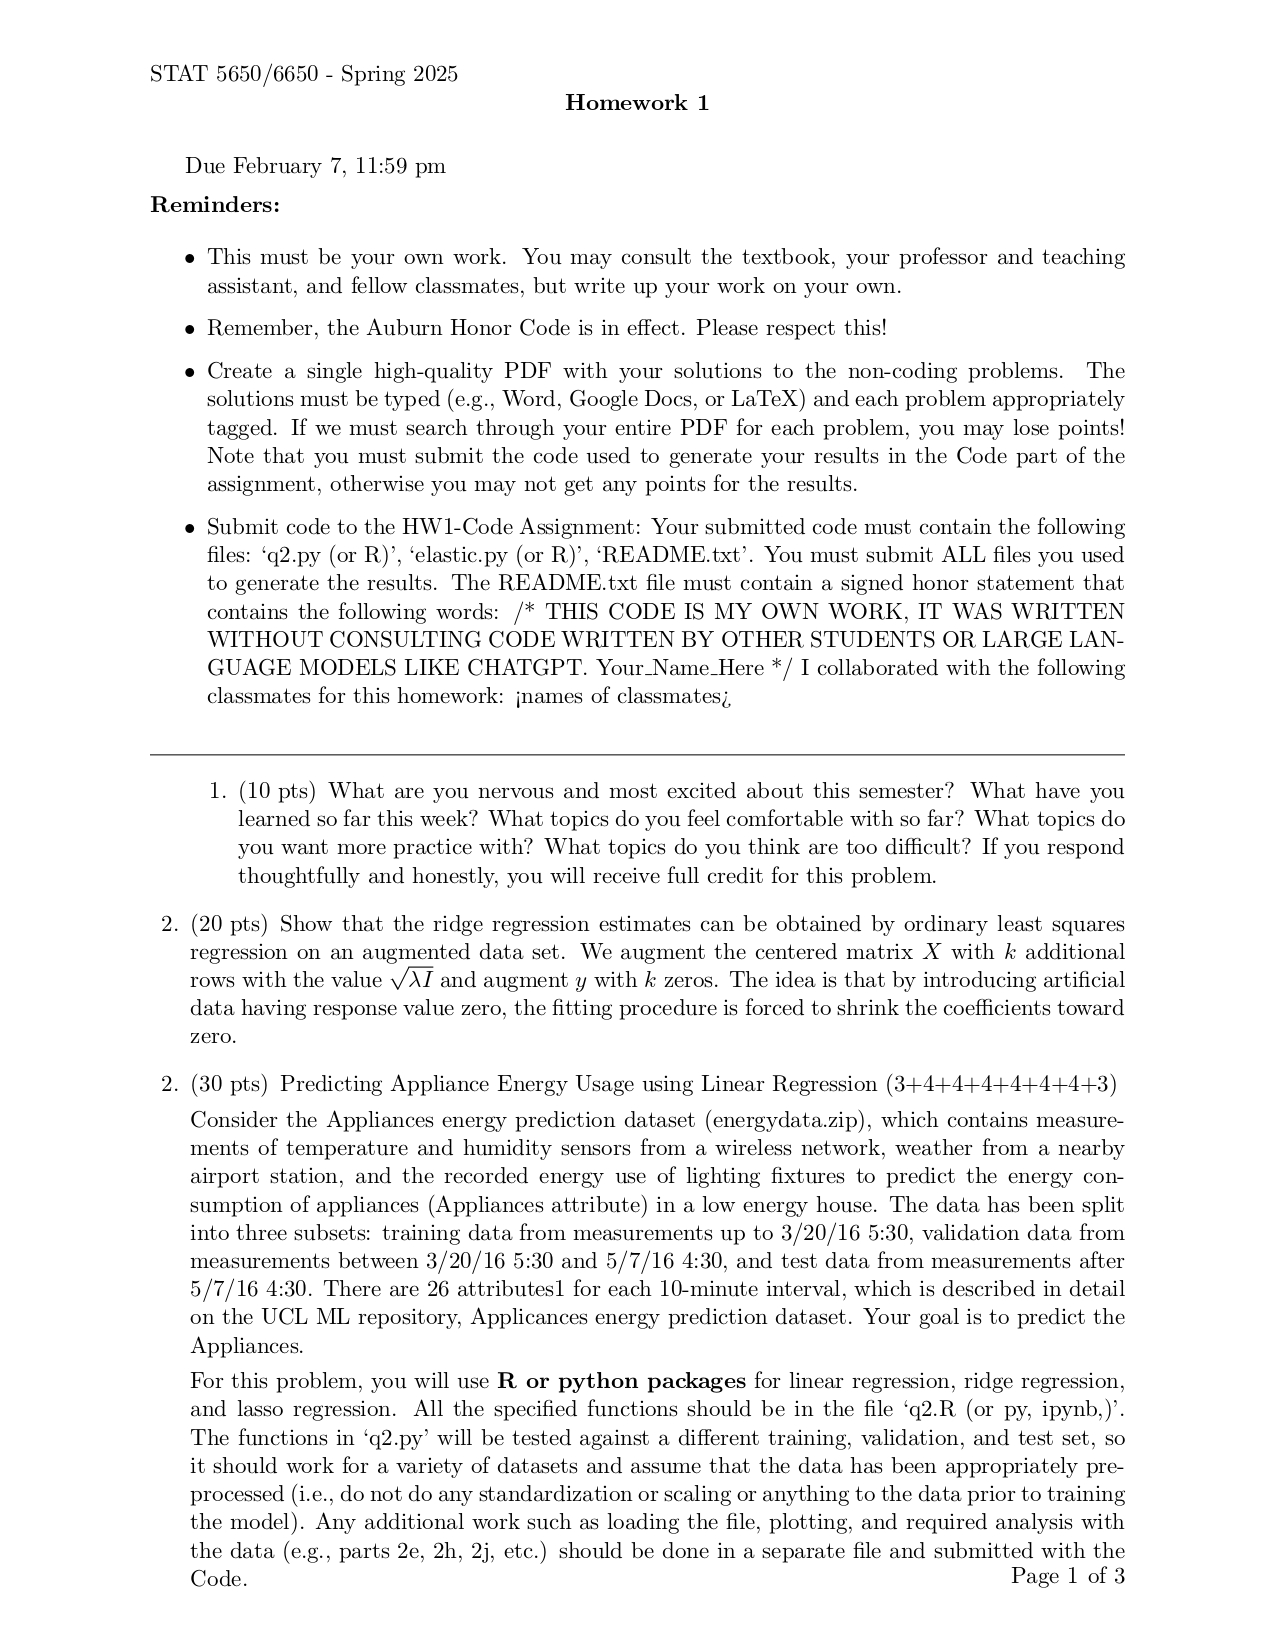 STAT 5650/6650 - Spring 2025
Homework 1
Due February 7, 11:59 pm
Reminders:
• This must be your own work. You may consult the textbook, your professor and teaching
assistant, and fellow classmates, but write up your work on your own.
• Remember, the Auburn Honor Code is in effect. Please respect this!
• Create a single high-quality PDF with your solutions to the non-coding problems. The
solutions must be typed (e.g., Word, Google Docs, or LaTeX) and each problem appropriately
tagged. If we must search through your entire PDF for each problem, you may lose points!
Note that you must submit the code used to generate your results in the Code part of the
assignment, otherwise you may not get any points for the results.
• Submit code to the HW1-Code Assignment: Your submitted code must contain the following
files: ‘q2.py (or R)’, ‘elastic.py (or R)’, ‘README.txt’. You must submit ALL files you used
to generate the results. The README.txt file must contain a signed honor statement that
contains the following words: /* THIS CODE IS MY OWN WORK, IT WAS WRITTEN
WITHOUT CONSULTING CODE WRITTEN BY OTHER STUDENTS OR LARGE LAN-
GUAGE MODELS LIKE CHATGPT. Your_Name_Here */ I collaborated with the following
classmates for this homework: ¡names of classmates¿
1. (10 pts) What are you nervous and most excited about this semester? What have you
learned so far this week? What topics do you feel comfortable with so far? What topics do
you want more practice with? What topics do you think are too difficult? If you respond
thoughtfully and honestly, you will receive full credit for this problem.
2. (20 pts) Show that the ridge regression estimates can be obtained by ordinary least squares
regression on an augmented data set. We augment the centered matrix X with k additional
rows with the value √λI and augment y with k zeros. The idea is that by introducing artificial
data having response value zero, the fitting procedure is forced to shrink the coefficients toward
zero.
2. (30 pts) Predicting Appliance Energy Usage using Linear Regression (3+4+4+4+4+4+4+3)
Consider the Appliances energy prediction dataset (energydata.zip), which contains measure-
ments of temperature and humidity sensors from a wireless network, weather from a nearby
airport station, and the recorded energy use of lighting fixtures to predict the energy con-
sumption of appliances (Appliances attribute) in a low energy house. The data has been split
into three subsets: training data from measurements up to 3/20/16 5:30, validation data from
measurements between 3/20/16 5:30 and 5/7/16 4:30, and test data from measurements after
5/7/16 4:30. There are 26 attributes1 for each 10-minute interval, which is described in detail
on the UCL ML repository, Applicances energy prediction dataset. Your goal is to predict the
Appliances.
For this problem, you will use R or python packages for linear regression, ridge regression,
and lasso regression. All the specified functions should be in the file ‘q2.R (or py, ipynb,)’.
The functions in ‘q2.py’ will be tested against a different training, validation, and test set, so
it should work for a variety of datasets and assume that the data has been appropriately pre-
processed (i.e., do not do any standardization or scaling or anything to the data prior to training
the model). Any additional work such as loading the file, plotting, and required analysis with
the data (e.g., parts 2e, 2h, 2j, etc.) should be done in a separate file and submitted with the
Code.
Page 1 of 3